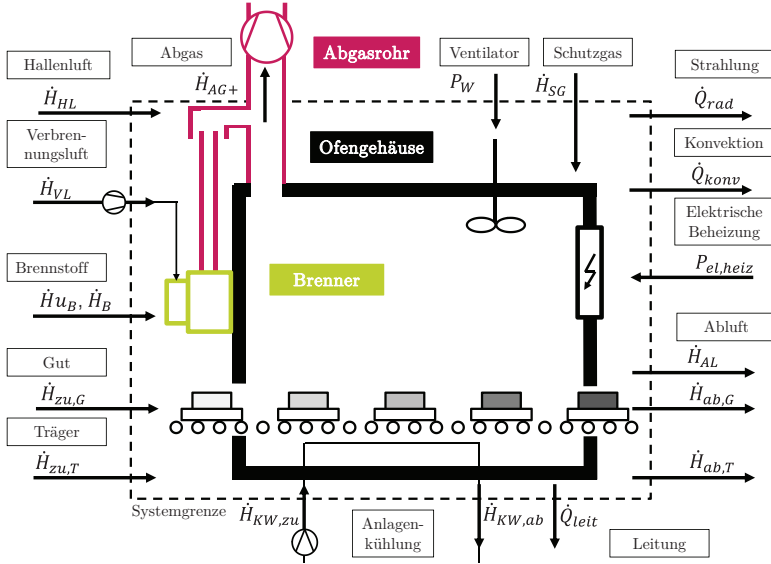 Abgas
Abgasrohr
Ventilator
Schutzgas
Strahlung
Hallenluft
Ḣ_HL
Ḣ_AG+
P_W
Ḣ_SG
Q̇_rad
Verbren-
nungsluft
Ḣ_VL
Ofengehäuse
Konvektion
Q̇_konv
Elektrische
Beheizung
P_el,heiz
Brennstoff
Ḣu_B, Ḣ_B
Brenner
Abluft
Ḣ_AL
Gut
Ḣ_zu,G
Ḣ_ab,G
Träger
Ḣ_zu,T
Ḣ_ab,T
Systemgrenze
Ḣ_KW,zu
Anlagen-
kühlung
Ḣ_KW,ab
Q̇_leit
Leitung